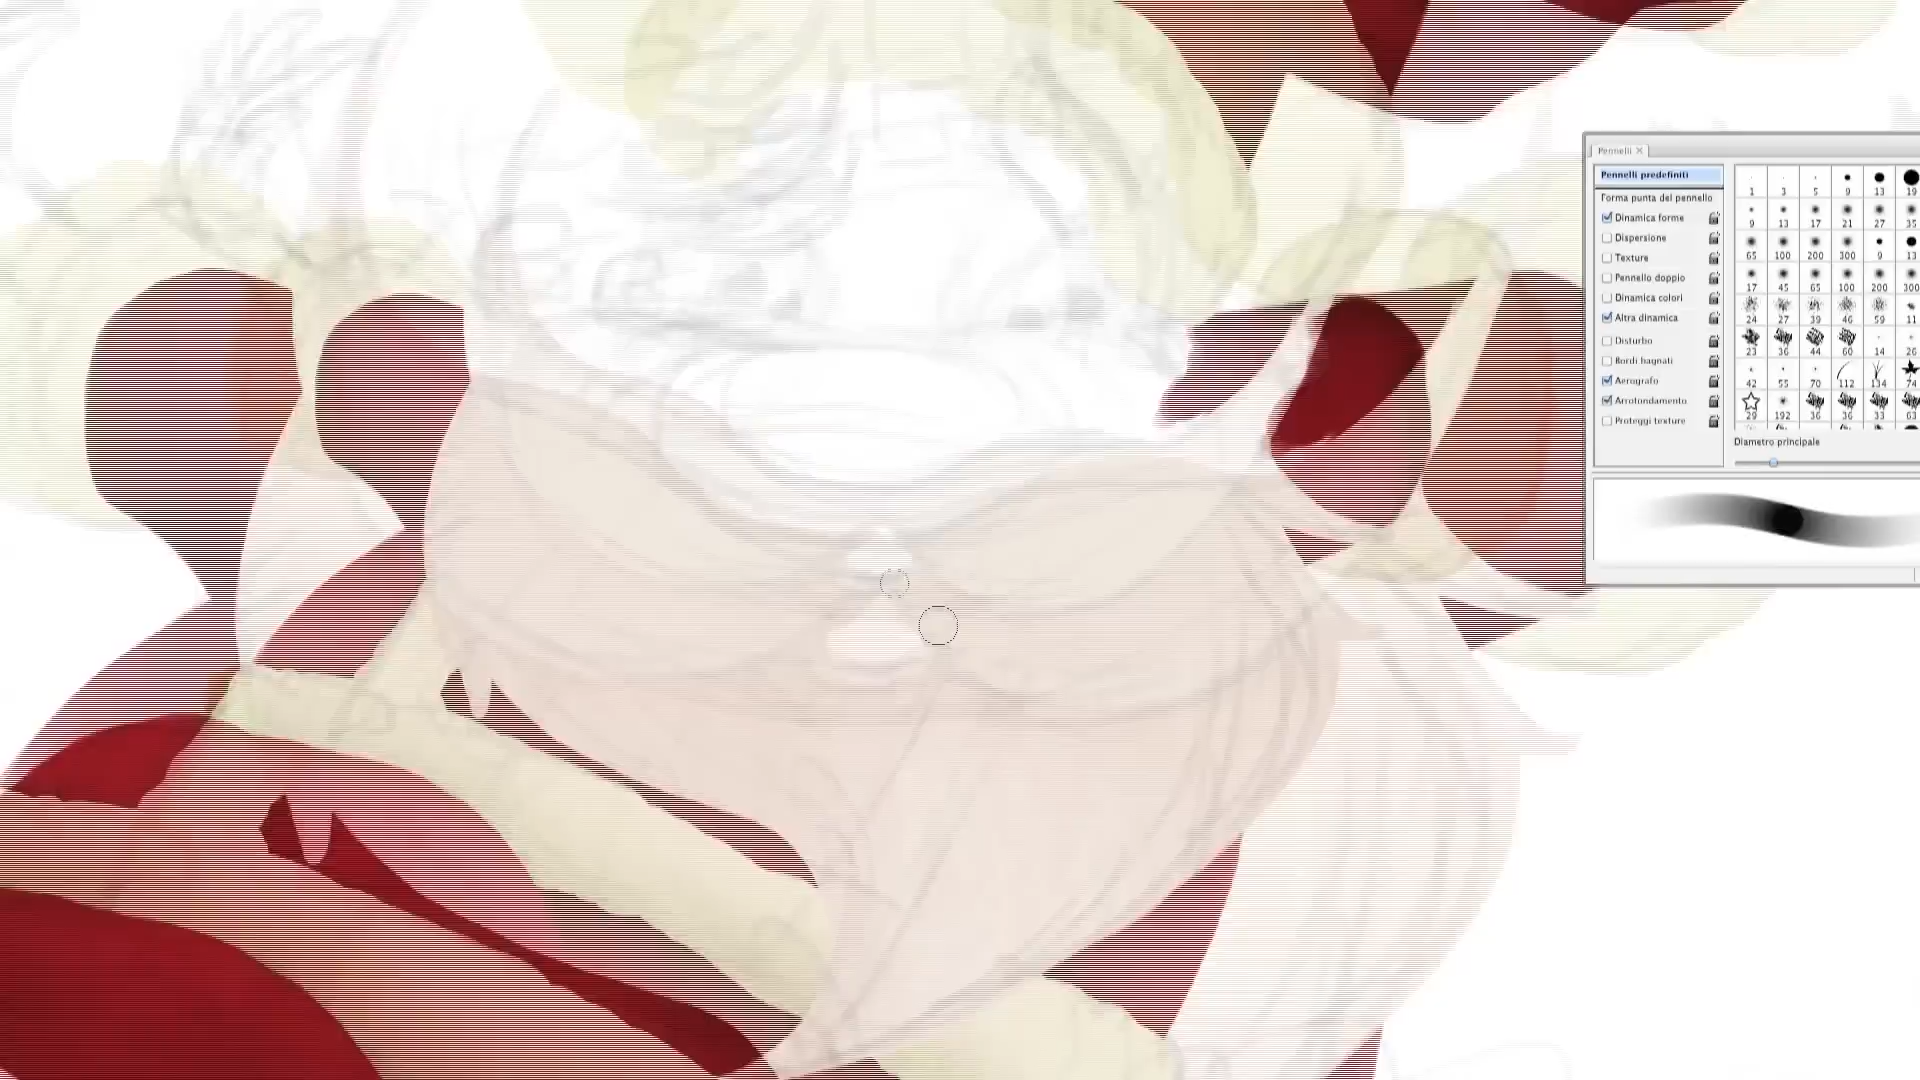 Pennelli
Pennelli predefiniti
Forma punta del pennello
Dinamica forme
Dispersione
Texture
Pennello doppio
Dinamica colori
Altra dinamica
Disturbo
Bordi bagnati
Aerografo
Arrotondamento
Proteggi texture
1 3 5 9 13 19
9 13 17 21 27 35
65 100 200 300 9 13
17 45 65 100 200 300
24 27 39 46 59 11
23 36 44 60 14 26
42 55 70 112 134 74
29 192 36 36 33 63
Diametro principale